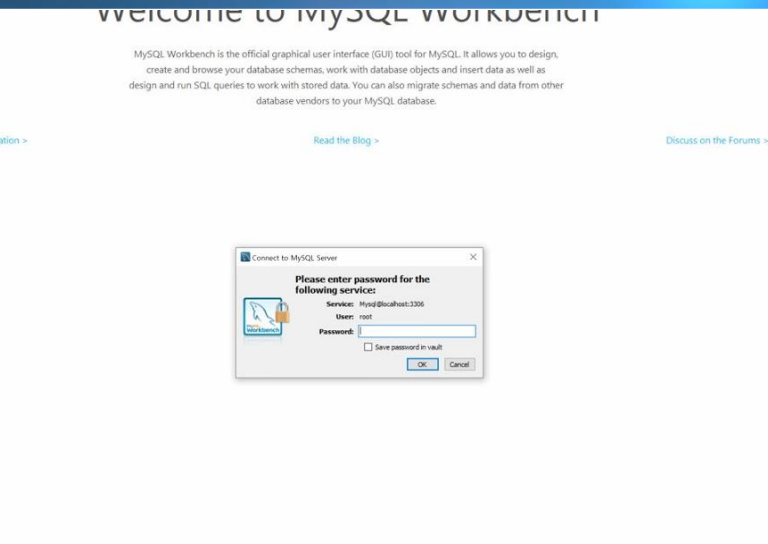 Welcome to MySQL Workbench
MySQL Workbench is the official graphical user interface (GUI) tool for MySQL. It allows you to design,
create and browse your database schemas, work with database objects and insert data as well as
design and run SQL queries to work with stored data. You can also migrate schemas and data from other
database vendors to your MySQL database.
ation >
Read the Blog >
Discuss on the Forums >
Connect to MySQL Server
Please enter password for the
following service:
Service: Mysql@localhost:3306
User: root
Password:
Save password in vault
OK
Cancel
Workbench